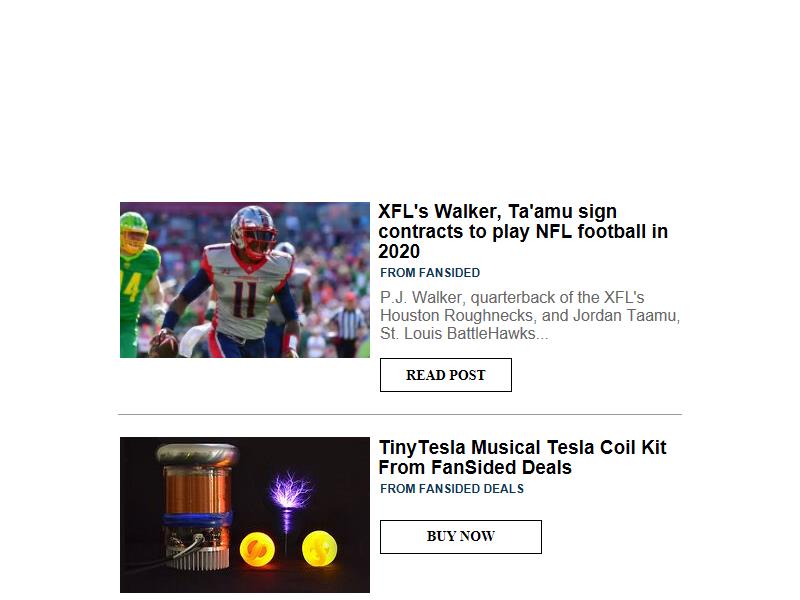 XFL's Walker, Ta'amu sign
contracts to play NFL football in
2020
FROM FANSIDED
P.J. Walker, quarterback of the XFL's
Houston Roughnecks, and Jordan Taamu,
St. Louis BattleHawks...
READ POST
14
11
TinyTesla Musical Tesla Coil Kit
From FanSided Deals
FROM FANSIDED DEALS
BUY NOW